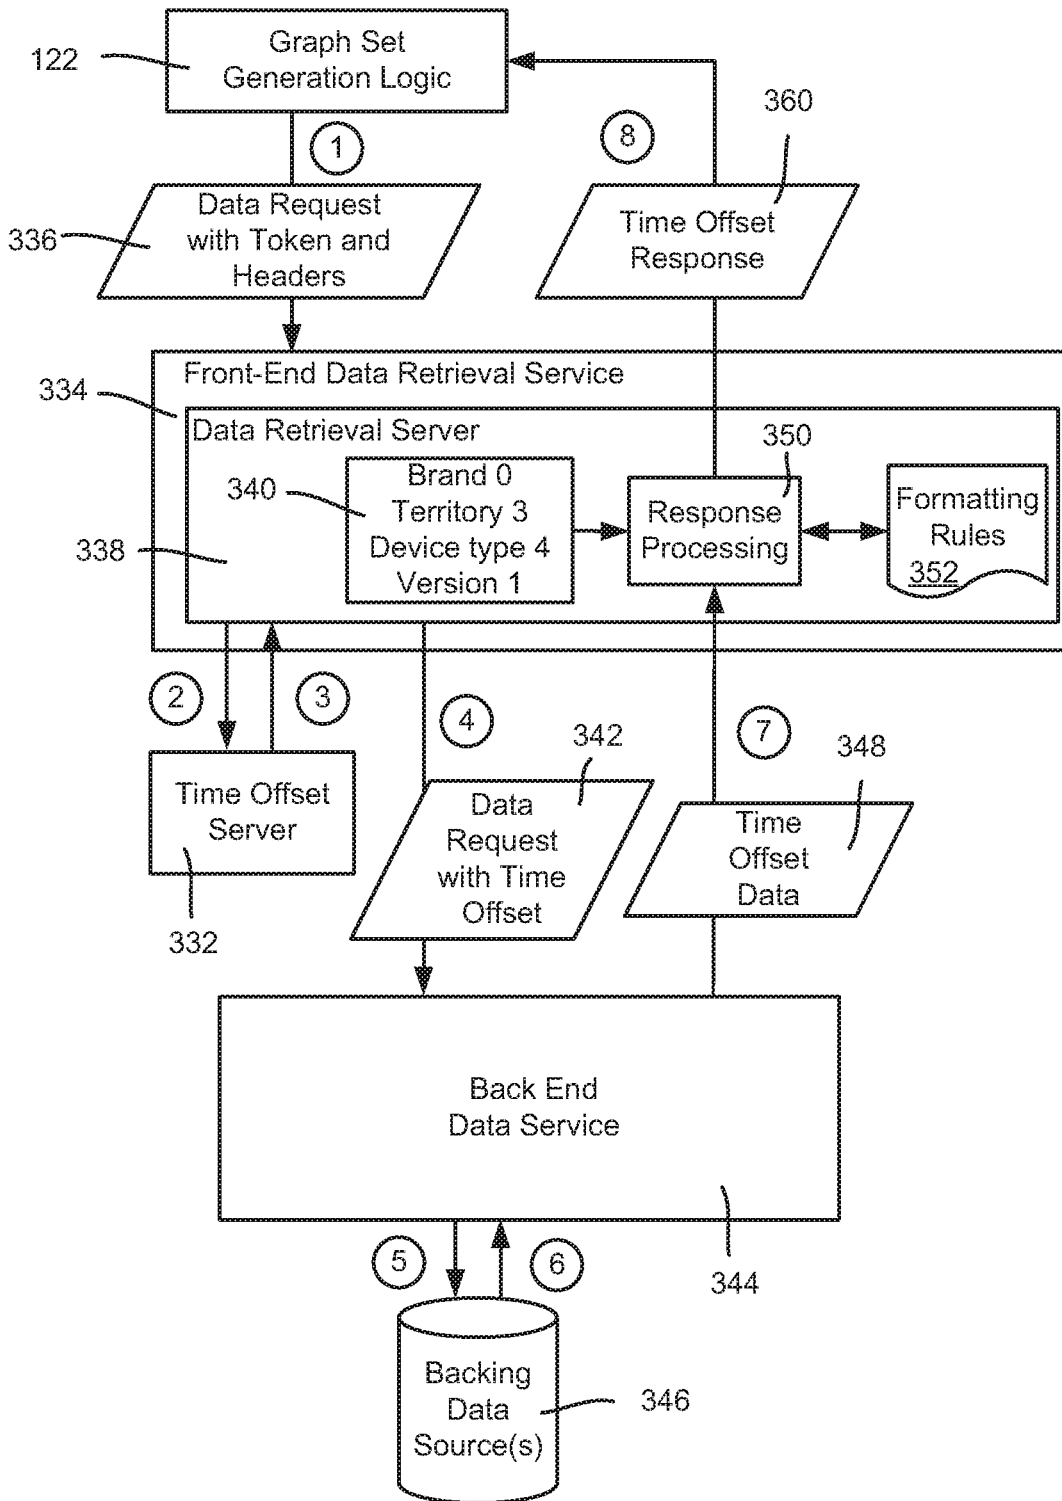 Graph Set
Generation Logic
122
1
8
360
Data Request
with Token and
Headers
336
Time Offset
Response
Front-End Data Retrieval Service
334
Data Retrieval Server
350
340
Brand 0
Territory 3
Device type 4
Version 1
Response
Processing
Formatting
Rules
352
338
2
3
4
7
342
348
Time Offset
Server
332
Data
Request
with Time
Offset
Time
Offset
Data
Back End
Data Service
344
5
6
Backing
Data
Source(s)
346